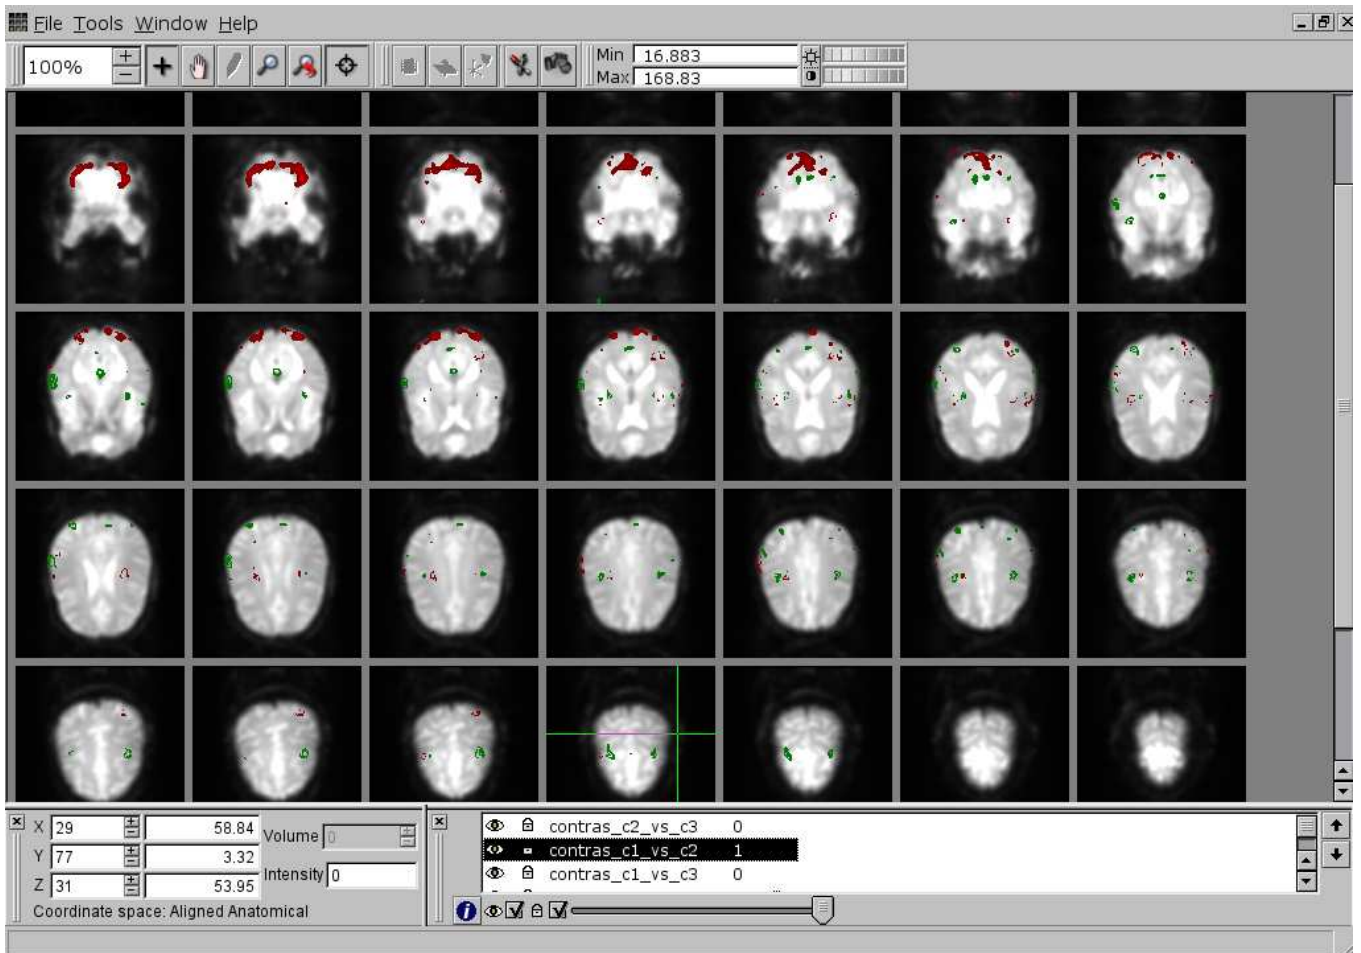 File Tools Window Help
100%
Min 16.883
Max 168.83
X 29 58.84
Y 77 3.32
Z 31 53.95
Volume 0
Intensity 0
Coordinate space: Aligned Anatomical
contras_c2_vs_c3 0
contras_c1_vs_c2 1
contras_c1_vs_c3 0